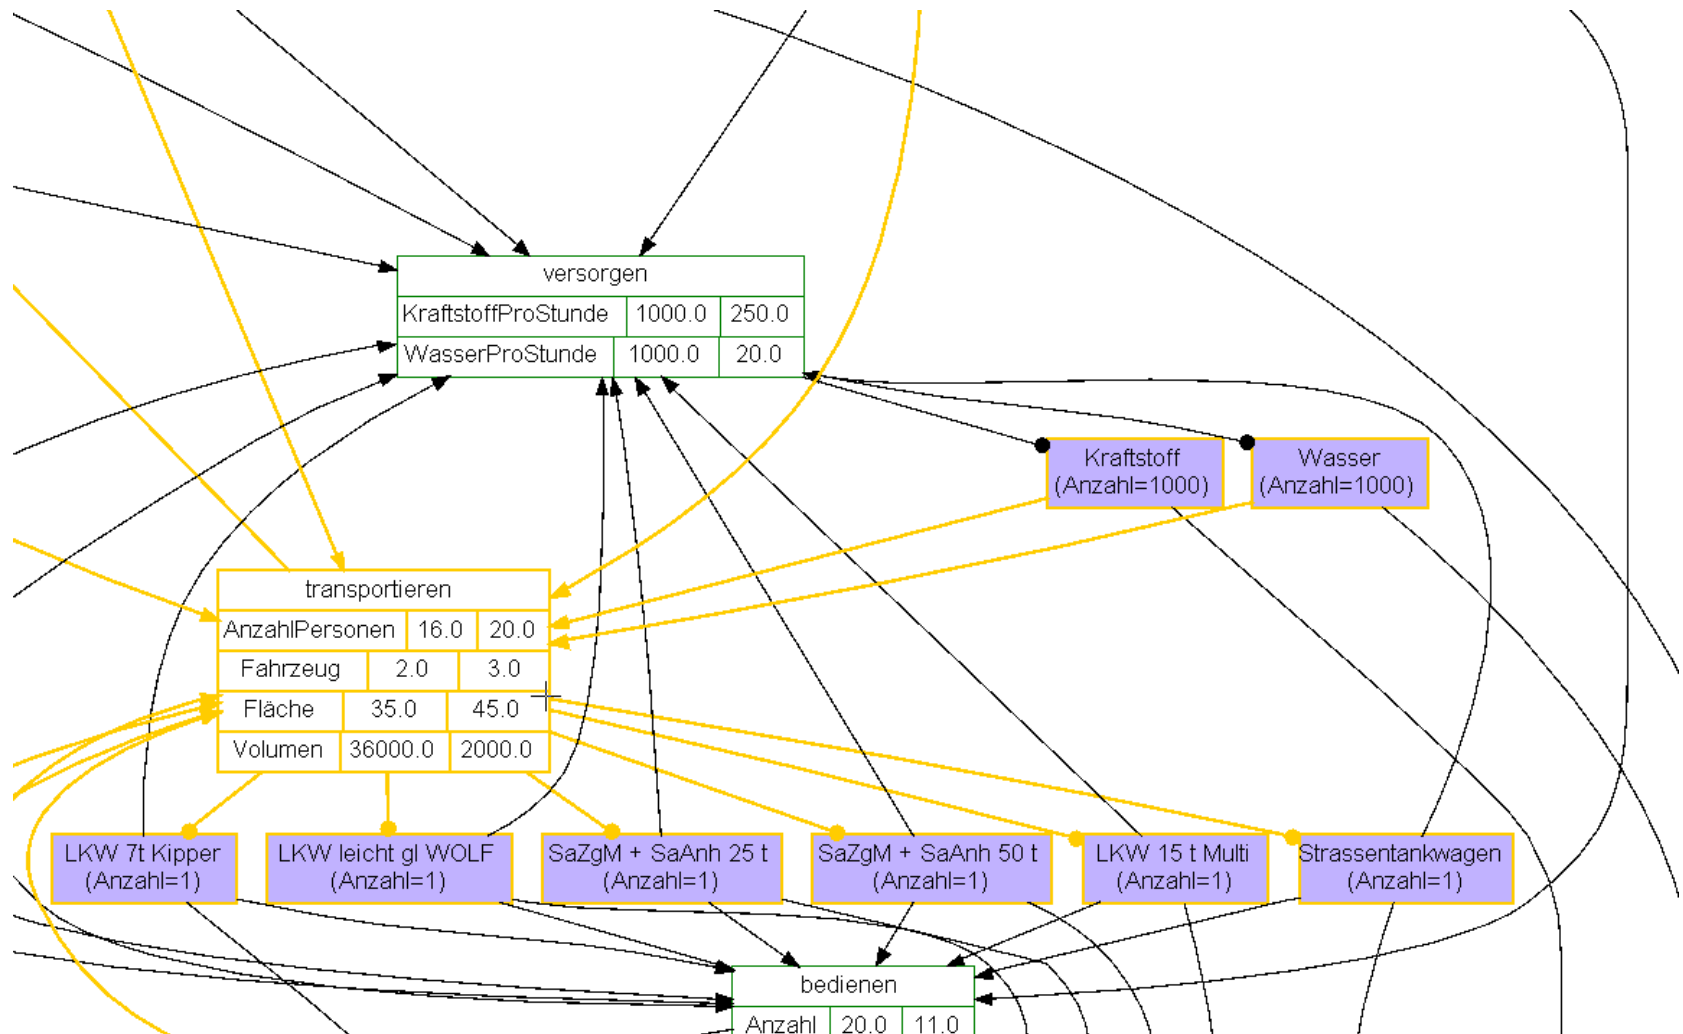 versorgen
KraftstoffProStunde 1000.0 250.0
WasserProStunde 1000.0 20.0
Kraftstoff
(Anzahl=1000)
Wasser
(Anzahl=1000)
transportieren
AnzahlPersonen 16.0 20.0
Fahrzeug 2.0 3.0
Fläche 35.0 45.0
Volumen 36000.0 2000.0
LKW 7t Kipper
(Anzahl=1)
LKW leicht gl WOLF
(Anzahl=1)
SaZgM + SaAnh 25 t
(Anzahl=1)
SaZgM + SaAnh 50 t
(Anzahl=1)
LKW 15 t Multi
(Anzahl=1)
Strassentankwagen
(Anzahl=1)
bedienen
Anzahl 20.0 11.0